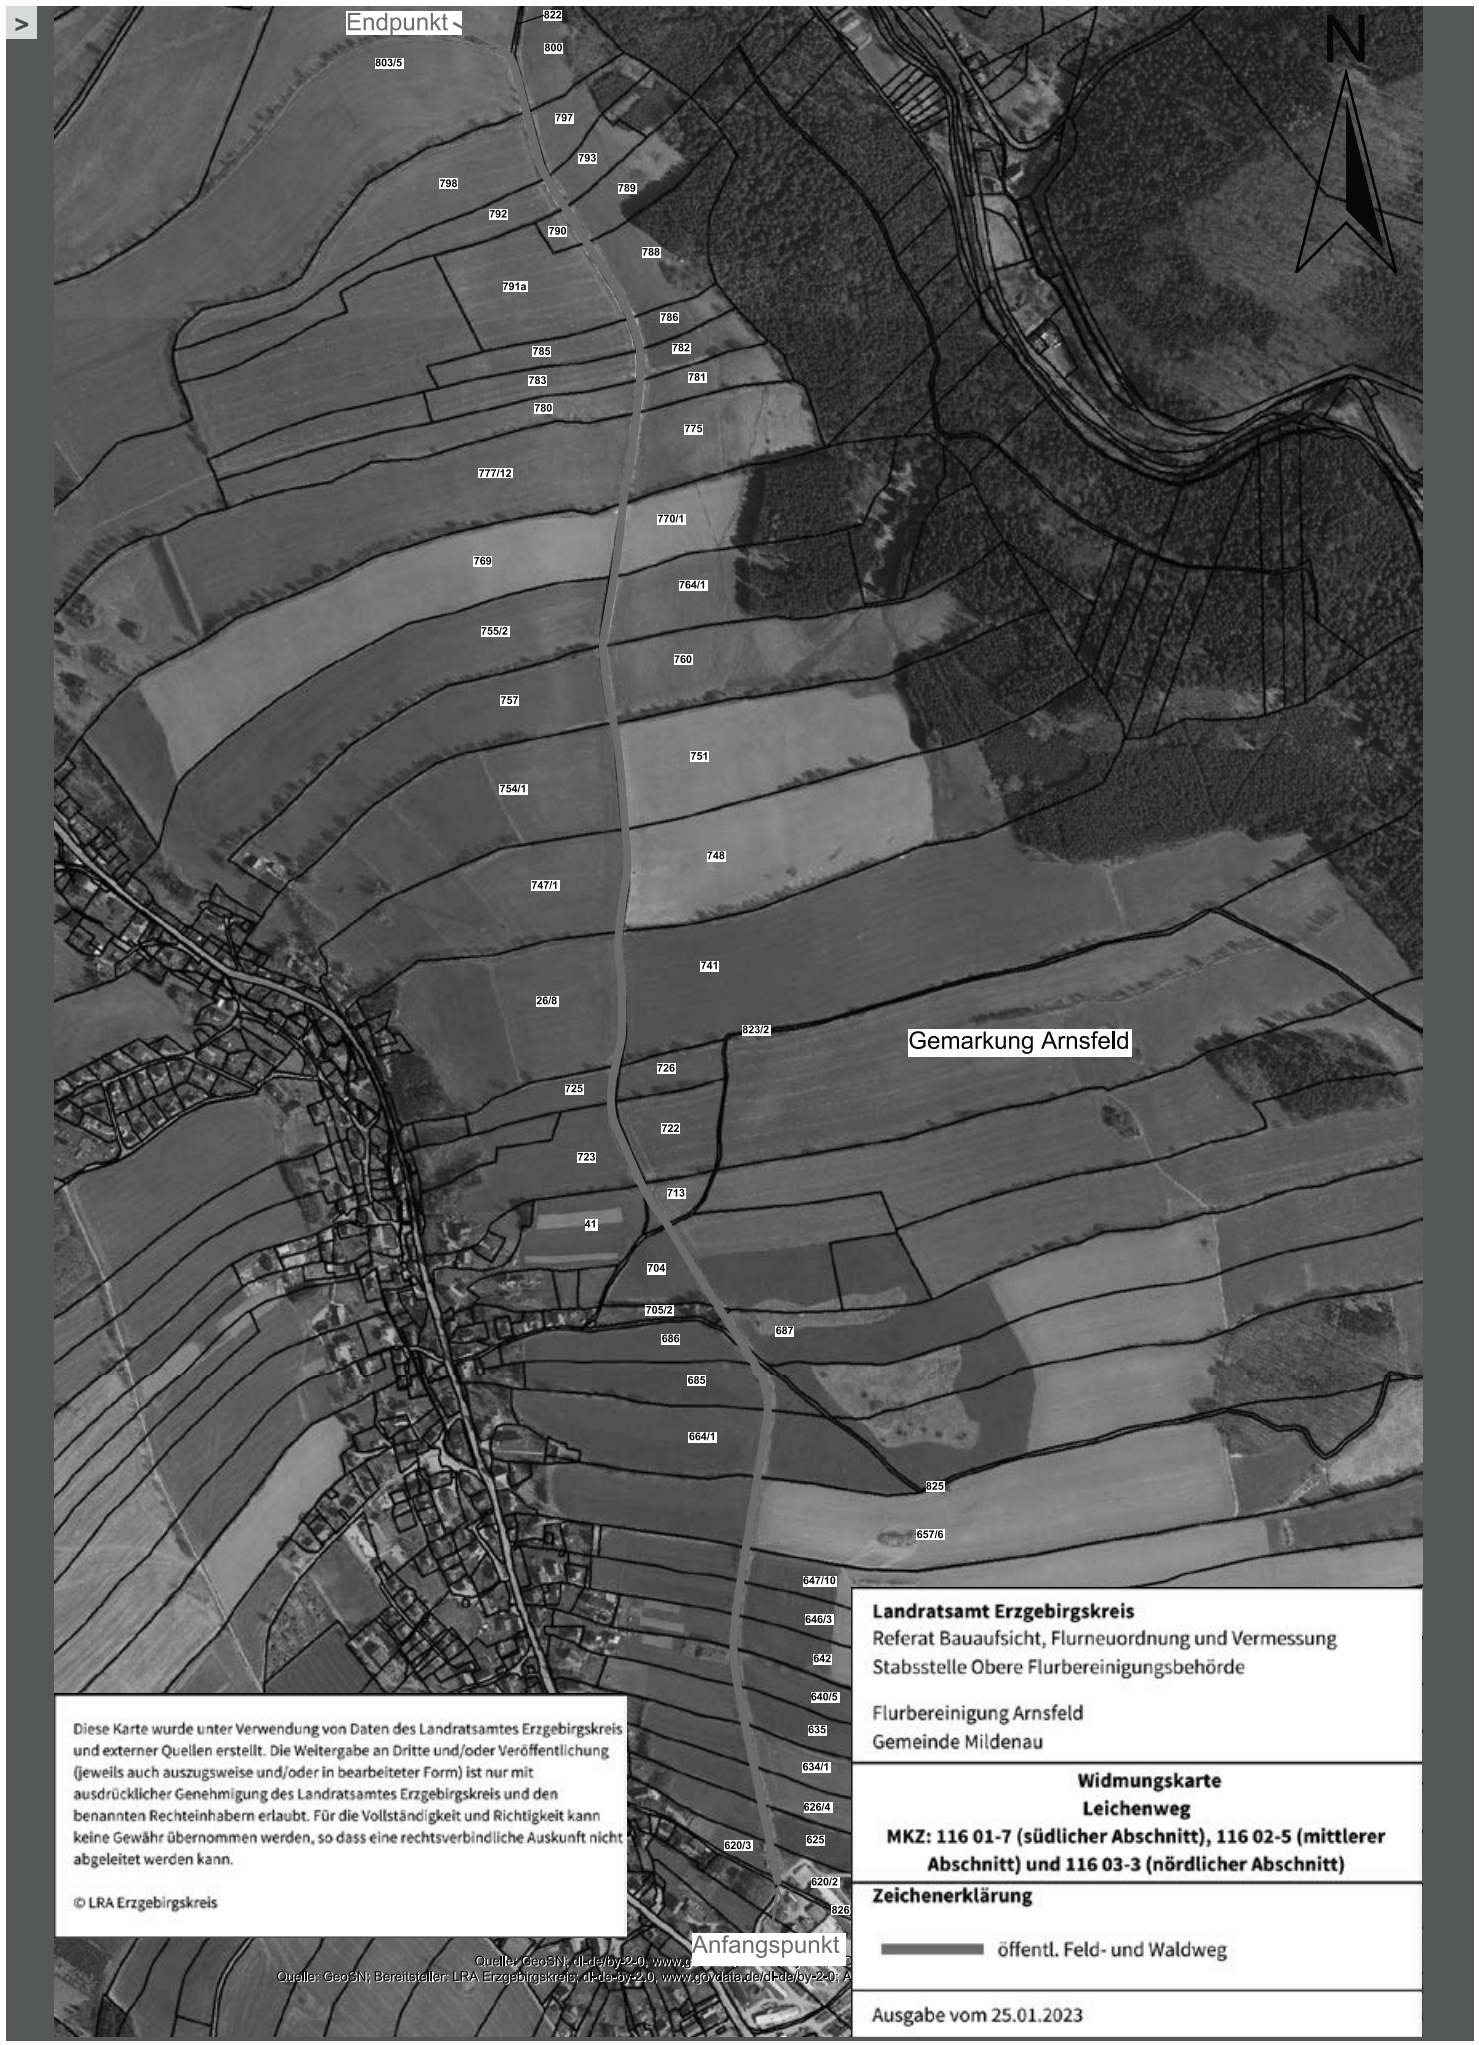 >
Endpunkt
822
800
N
803/5
797
793
798
789
792
790
788
791a
786
785
782
783
781
780
775
777/12
770/1
769
764/1
755/2
760
757
751
754/1
748
747/1
741
26/8
823/2
Gemarkung Arnsfeld
726
725
722
723
713
41
704
705/2
687
686
685
664/1
825
657/6
647/10
646/3
642
640/5
635
634/1
626/4
625
620/3
620/2
826
Anfangspunkt
Landratsamt Erzgebirgskreis
Referat Bauaufsicht, Flurneuordnung und Vermessung
Stabsstelle Obere Flurbereinigungsbehörde
Flurbereinigung Arnsfeld
Gemeinde Mildenau
Widmungskarte
Leichenweg
MKZ: 116 01-7 (südlicher Abschnitt), 116 02-5 (mittlerer
Abschnitt) und 116 03-3 (nördlicher Abschnitt)
Zeichenerklärung
öffentl. Feld- und Waldweg
Ausgabe vom 25.01.2023
Diese Karte wurde unter Verwendung von Daten des Landratsamtes Erzgebirgskreis
und externer Quellen erstellt. Die Weitergabe an Dritte und/oder Veröffentlichung
(jeweils auch auszugsweise und/oder in bearbeiteter Form) ist nur mit
ausdrücklicher Genehmigung des Landratsamtes Erzgebirgskreis und den
benannten Rechteinhabern erlaubt. Für die Vollständigkeit und Richtigkeit kann
keine Gewähr übernommen werden, so dass eine rechtsverbindliche Auskunft nicht
abgeleitet werden kann.
© LRA Erzgebirgskreis
Quelle: GeoSN; dl-de/by-2-0, www.g
Quelle: GeoSN; Bereitsteller: LRA Erzgebirgskreis; dl-de-by-2.0, www.govdata.de/dl-de/by-2-0; A